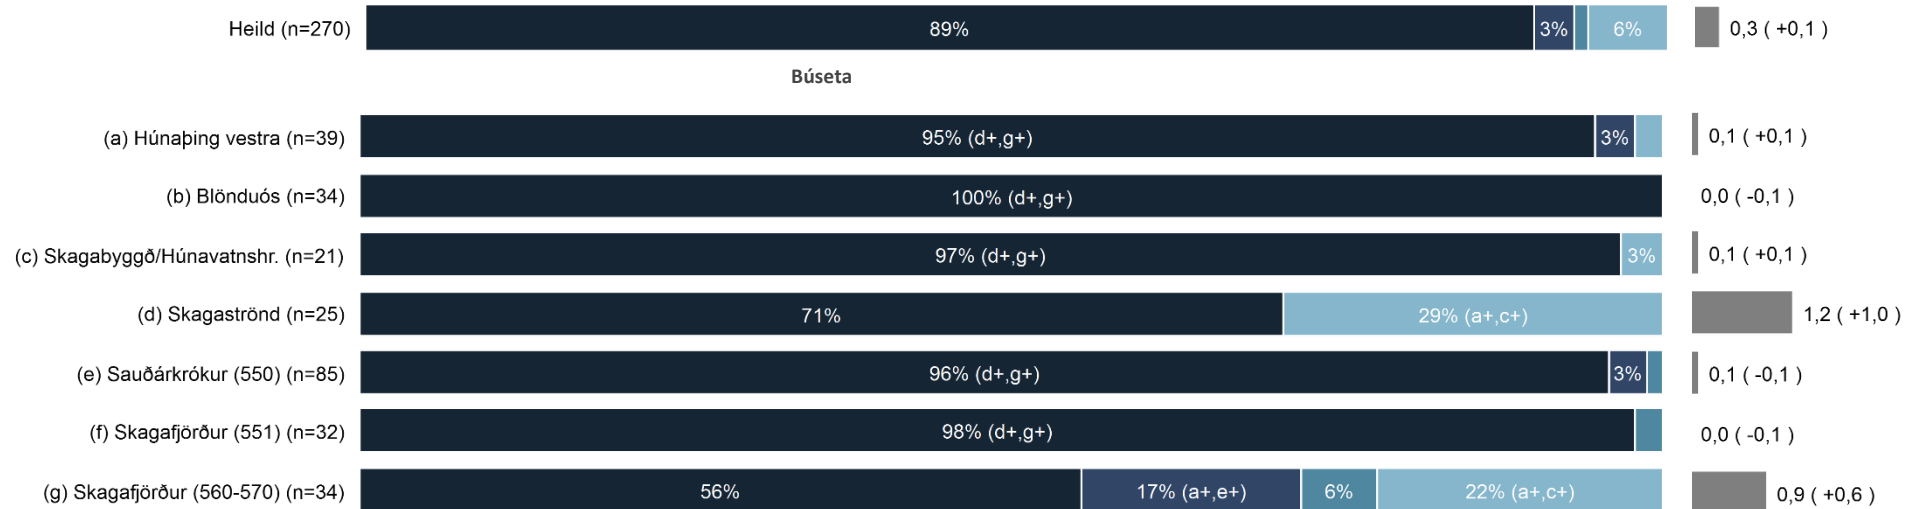 Heild (n=270) 89% 3% 6% 0,3 ( +0,1 )
Búseta
(a) Húnaþing vestra (n=39) 95% (d+,g+) 3% 0,1 ( +0,1 )
(b) Blönduós (n=34) 100% (d+,g+) 0,0 ( -0,1 )
(c) Skagabyggð/Húnavatnshr. (n=21) 97% (d+,g+) 3% 0,1 ( +0,1 )
(d) Skagaströnd (n=25) 71% 29% (a+,c+) 1,2 ( +1,0 )
(e) Sauðárkrókur (550) (n=85) 96% (d+,g+) 3% 0,1 ( -0,1 )
(f) Skagafjörður (551) (n=32) 98% (d+,g+) 0,0 ( -0,1 )
(g) Skagafjörður (560-570) (n=34) 56% 17% (a+,e+) 6% 22% (a+,c+) 0,9 ( +0,6 )